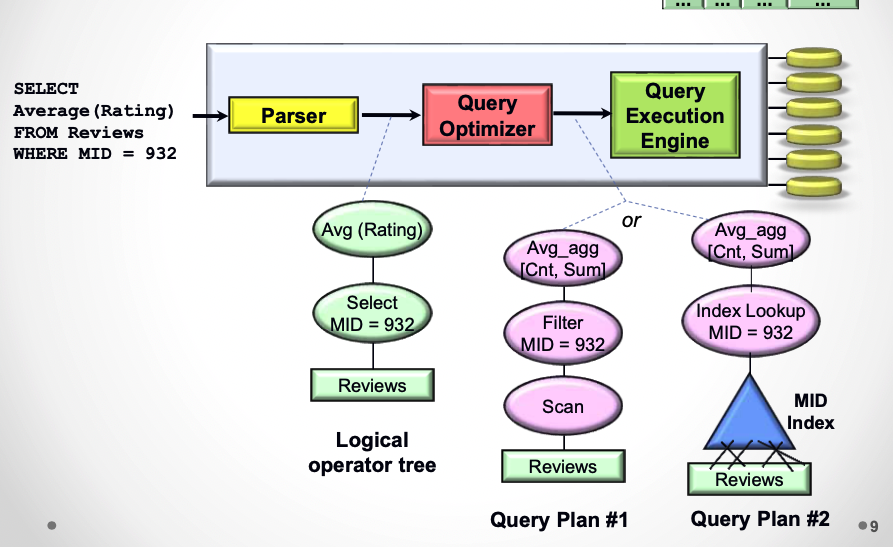 ... ... ... ...
SELECT
Average(Rating)
FROM Reviews
WHERE MID = 932
Parser
Query
Optimizer
Query
Execution
Engine
or
Avg (Rating)
Select
MID = 932
Reviews
Logical
operator tree
Avg_agg
[Cnt, Sum]
Filter
MID = 932
Scan
Reviews
Query Plan #1
Avg_agg
[Cnt, Sum]
Index Lookup
MID = 932
MID
Index
Reviews
Query Plan #2
9